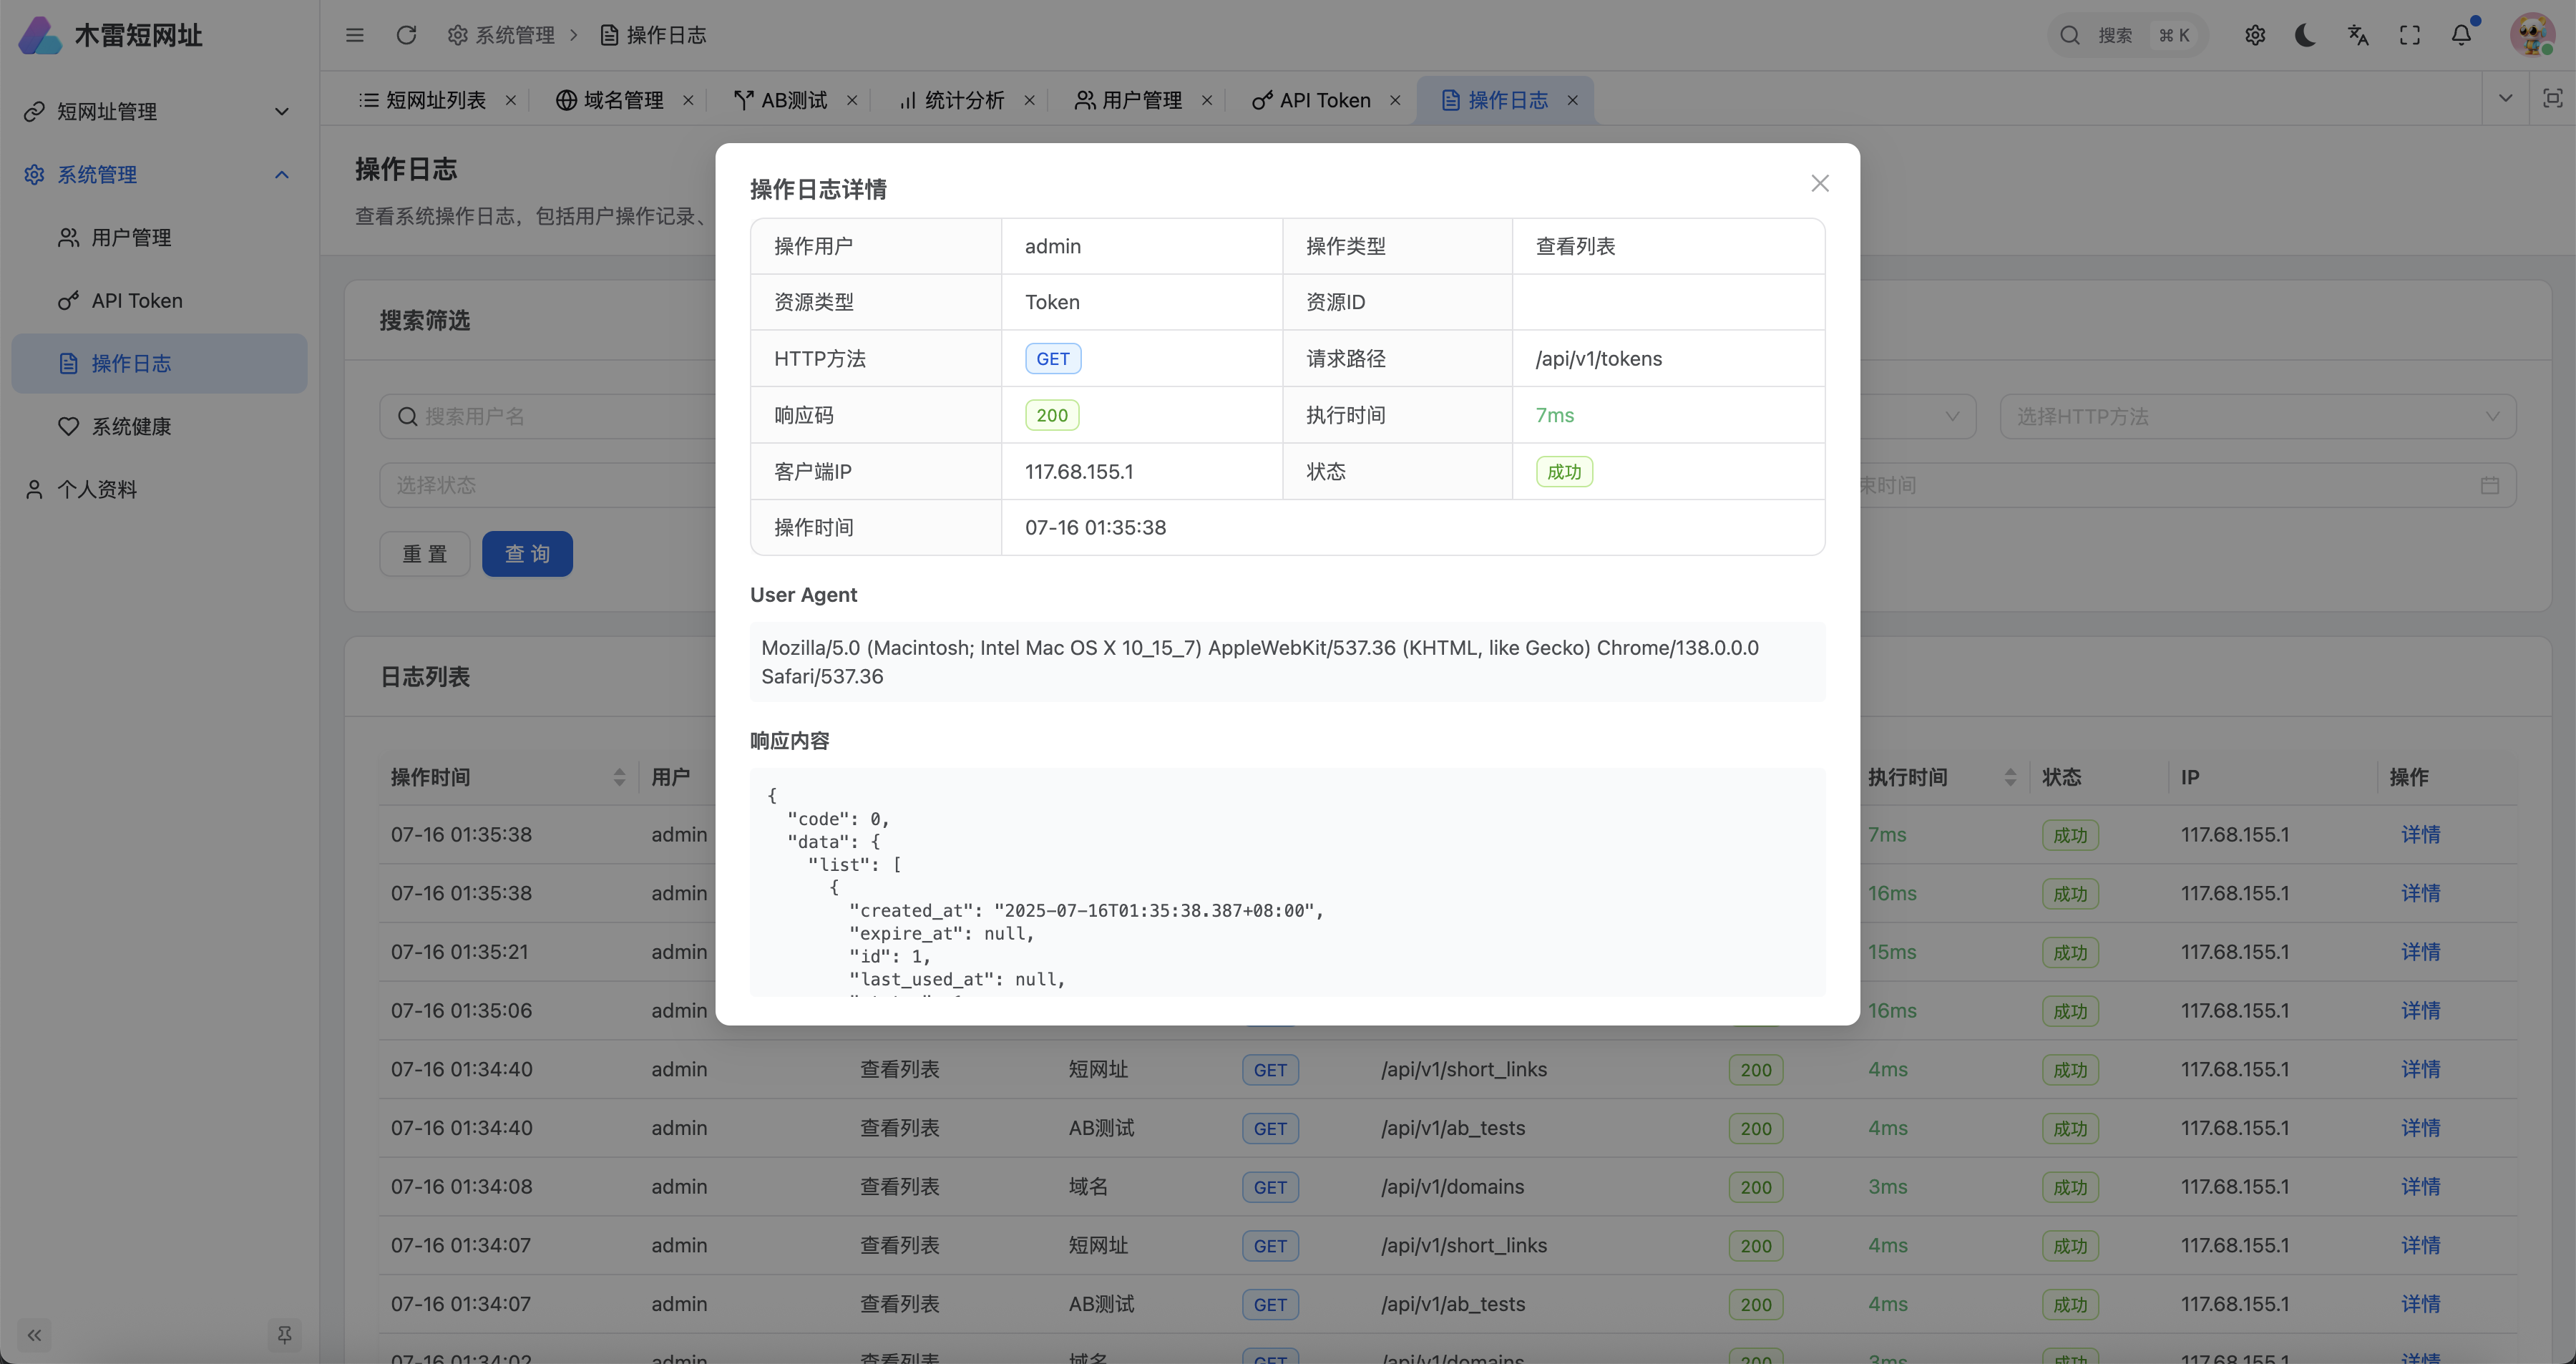 木雷短网址
系统管理 > 操作日志
搜索 ⌘ K
短网址管理
系统管理
用户管理
API Token
操作日志
系统健康
个人资料
短网址列表 × 域名管理 × AB测试 × 统计分析 × 用户管理 × API Token × 操作日志 ×
操作日志
查看系统操作日志，包括用户操作记录、
搜索筛选
搜索用户名
选择HTTP方法
选择状态
束时间
重 置 查 询
日志列表
操作时间 用户 执行时间 状态 IP 操作
07-16 01:35:38 admin 7ms 成功 117.68.155.1 详情
07-16 01:35:38 admin 16ms 成功 117.68.155.1 详情
07-16 01:35:21 admin 15ms 成功 117.68.155.1 详情
07-16 01:35:06 admin 16ms 成功 117.68.155.1 详情
07-16 01:34:40 admin 查看列表 短网址 GET /api/v1/short_links 200 4ms 成功 117.68.155.1 详情
07-16 01:34:40 admin 查看列表 AB测试 GET /api/v1/ab_tests 200 4ms 成功 117.68.155.1 详情
07-16 01:34:08 admin 查看列表 域名 GET /api/v1/domains 200 3ms 成功 117.68.155.1 详情
07-16 01:34:07 admin 查看列表 短网址 GET /api/v1/short_links 200 4ms 成功 117.68.155.1 详情
07-16 01:34:07 admin 查看列表 AB测试 GET /api/v1/ab_tests 200 4ms 成功 117.68.155.1 详情
07-16 01:34:02 admin 查看列表 域名 GET /api/v1/domains 200 3ms 成功 117.68.155.1 详情
操作日志详情
操作用户 admin 操作类型 查看列表
资源类型 Token 资源ID
HTTP方法 GET 请求路径 /api/v1/tokens
响应码 200 执行时间 7ms
客户端IP 117.68.155.1 状态 成功
操作时间 07-16 01:35:38
User Agent
Mozilla/5.0 (Macintosh; Intel Mac OS X 10_15_7) AppleWebKit/537.36 (KHTML, like Gecko) Chrome/138.0.0.0
Safari/537.36
响应内容
{
"code": 0,
"data": {
"list": [
{
"created_at": "2025-07-16T01:35:38.387+08:00",
"expire_at": null,
"id": 1,
"last_used_at": null,